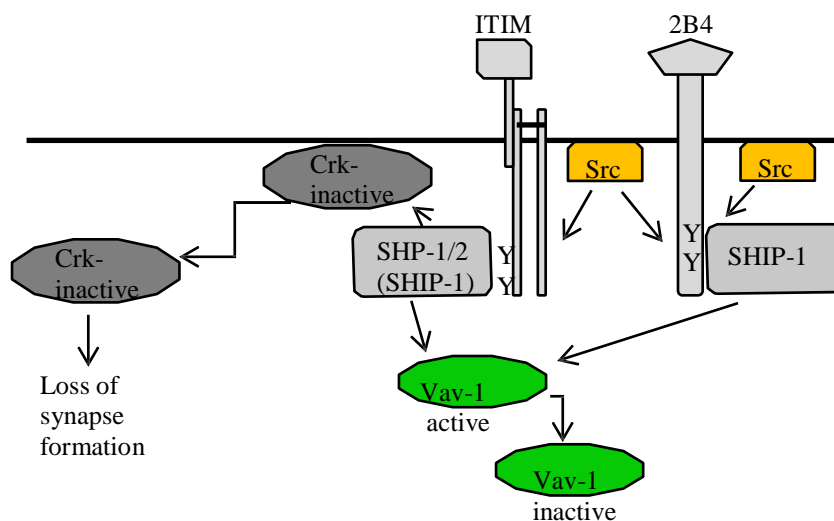 ITIM
2B4
Crk-
inactive
Src
Src
Crk-
inactive
SHP-1/2
(SHIP-1)
Y
Y
Y
Y
SHIP-1
Loss of
synapse
formation
Vav-1
active
Vav-1
inactive